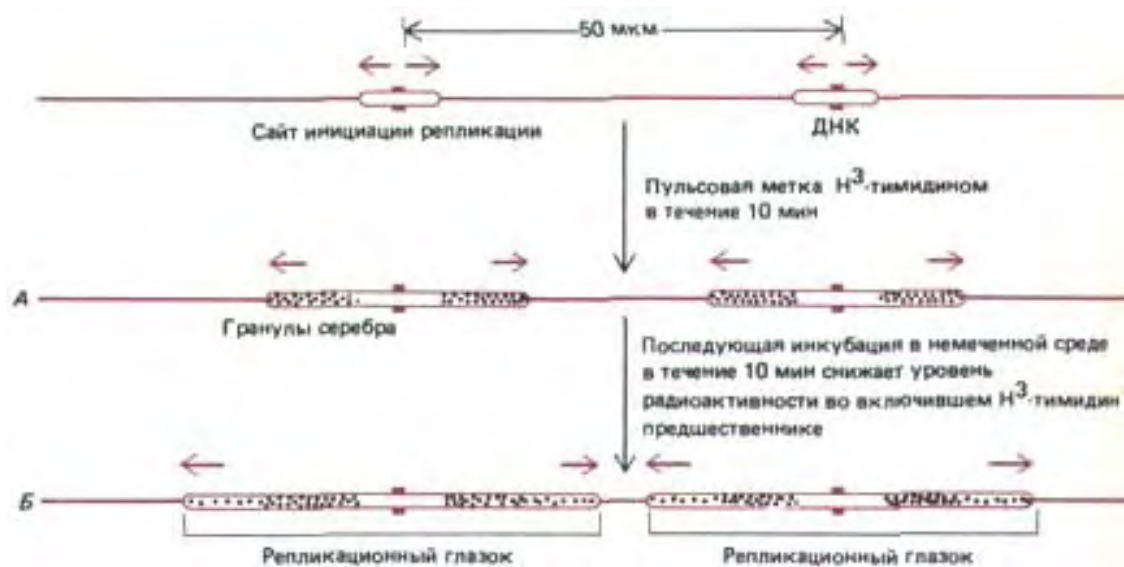 50 мкм
Сайт инициации репликации
ДНК
Пульсовая метка H³-тимидином
в течение 10 мин
А
Гранулы серебра
Последующая инкубация в немеченной среде
в течение 10 мин снижает уровень
радиоактивности во включившем H³-тимидин
предшественнике
Б
Репликационный глазок
Репликационный глазок